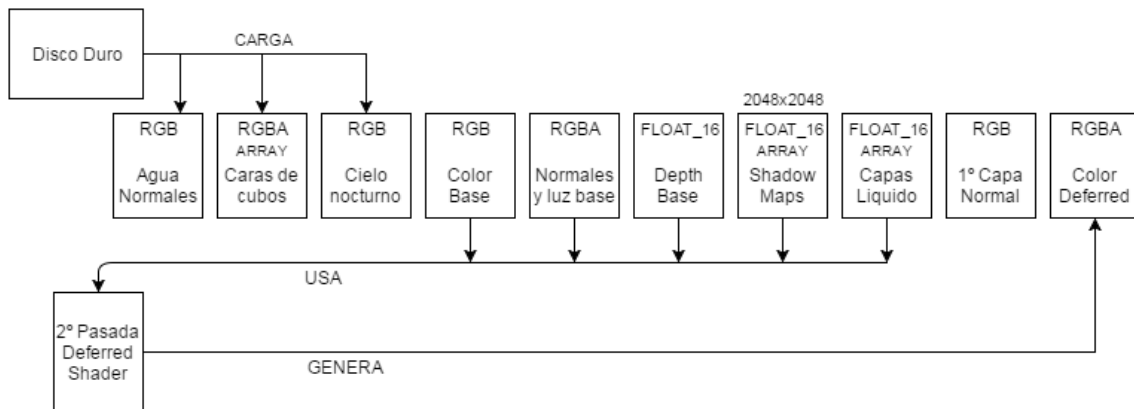 Disco Duro
CARGA
RGB
Agua
Normales
RGBA
ARRAY
Caras de
cubos
RGB
Cielo
nocturno
RGB
Color
Base
RGBA
Normales
y luz base
FLOAT_16
Depth
Base
2048x2048
FLOAT_16
ARRAY
Shadow
Maps
FLOAT_16
ARRAY
Capas
Liquido
RGB
1º Capa
Normal
RGBA
Color
Deferred
USA
2º Pasada
Deferred
Shader
GENERA